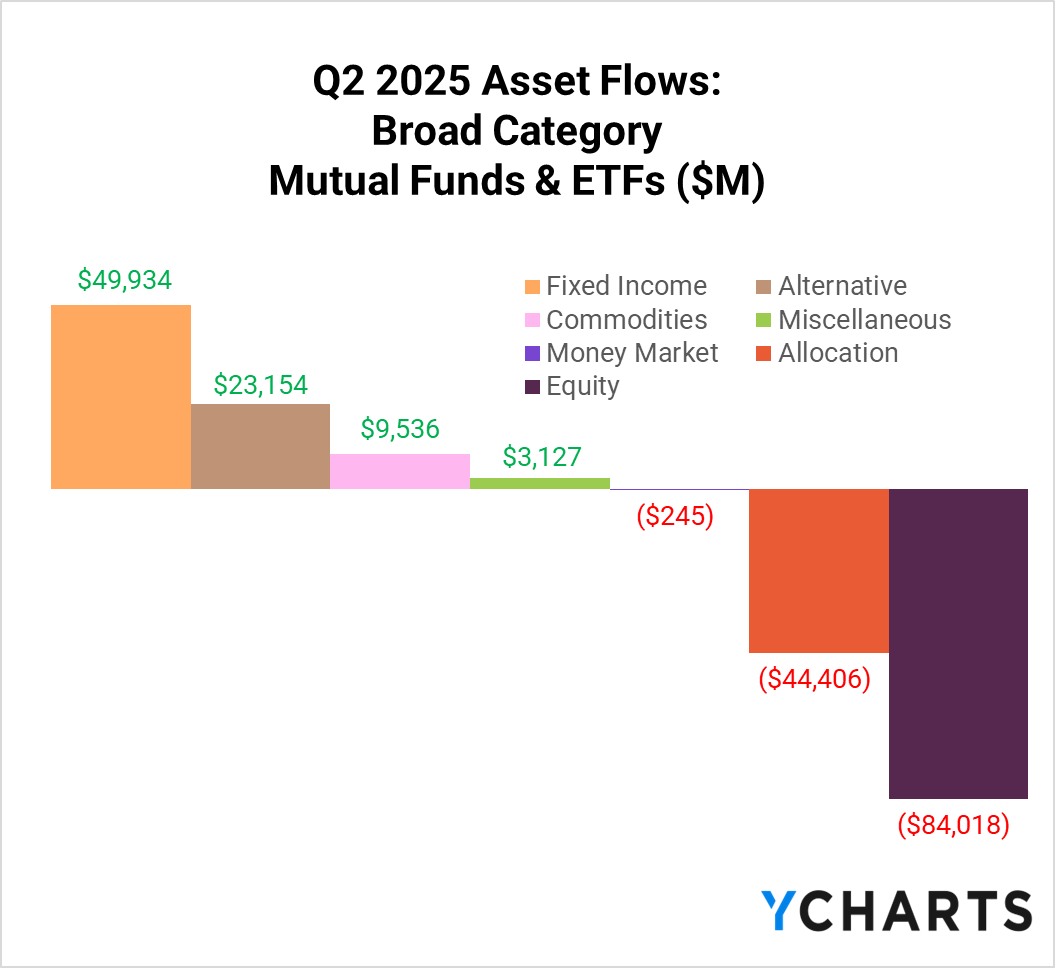 Q2 2025 Asset Flows:
Broad Category
Mutual Funds & ETFs ($M)
$49,934
$23,154
$9,536
$3,127
($245)
($44,406)
($84,018)
Fixed Income
Alternative
Commodities
Miscellaneous
Money Market
Allocation
Equity
YCHARTS